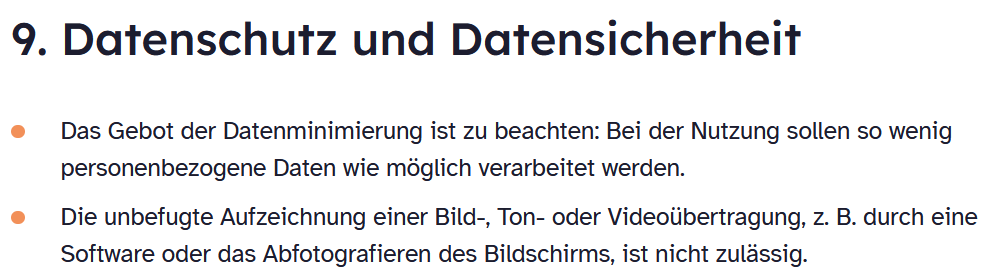 9. Datenschutz und Datensicherheit
Das Gebot der Datenminimierung ist zu beachten: Bei der Nutzung sollen so wenig
personenbezogene Daten wie möglich verarbeitet werden.
Die unbefugte Aufzeichnung einer Bild-, Ton- oder Videoübertragung, z. B. durch eine
Software oder das Abfotografieren des Bildschirms, ist nicht zulässig.